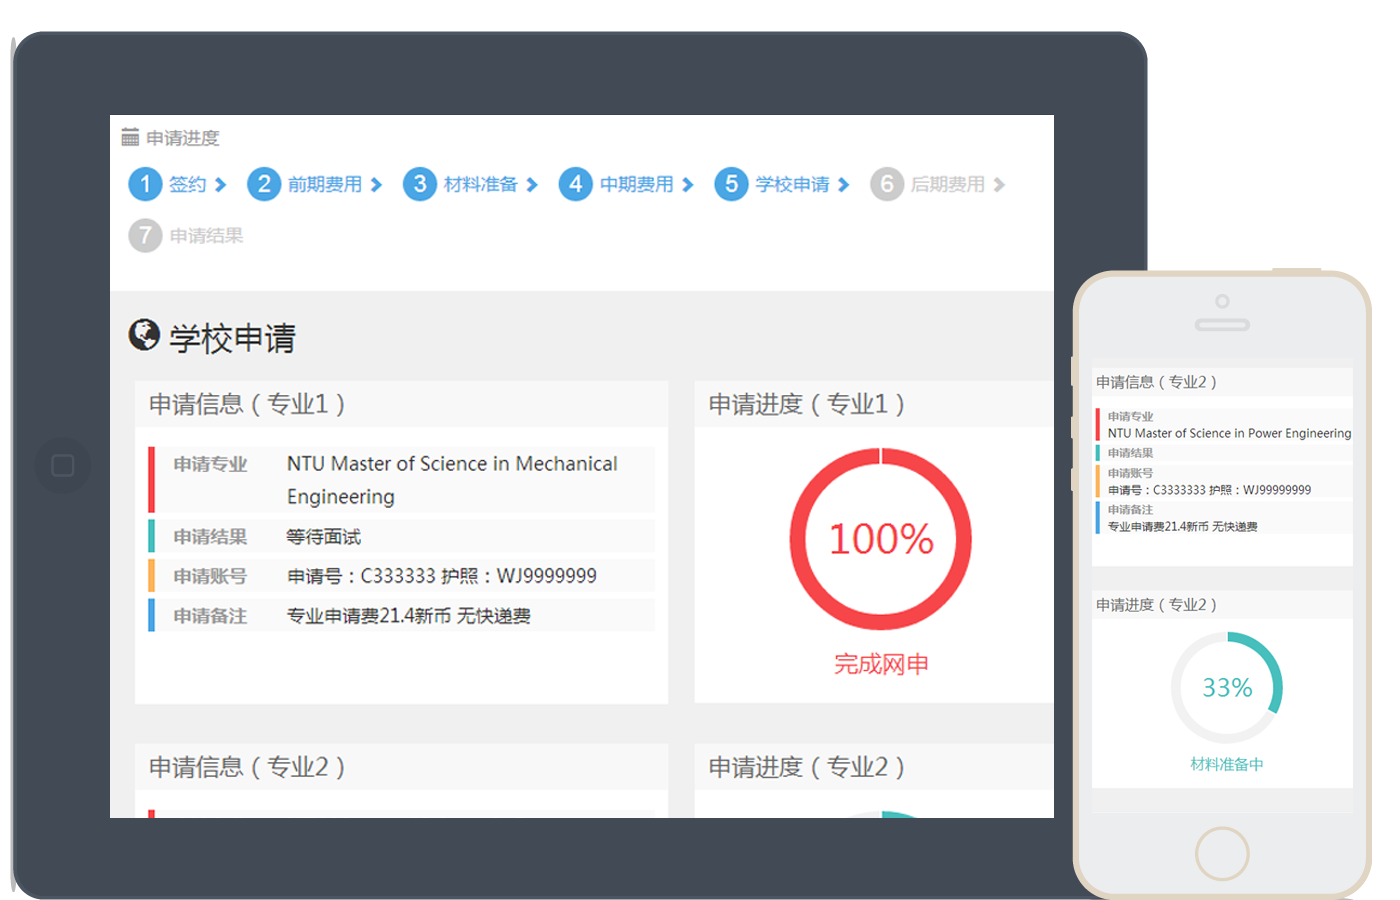 申请进度
1 签约 2 前期费用 3 材料准备 4 中期费用 5 学校申请 6 后期费用
7 申请结果
学校申请
申请信息（专业1）
申请专业 NTU Master of Science in Mechanical
Engineering
申请结果 等待面试
申请账号 申请号：C333333 护照：WJ9999999
申请备注 专业申请费21.4新币 无快递费
申请进度（专业1）
100%
完成网申
申请信息（专业2）
申请进度（专业2）
申请信息（专业2）
申请专业
NTU Master of Science in Power Engineering
申请结果
申请账号
申请号：C3333333 护照：WJ99999999
申请备注
专业申请费21.4新币 无快递费
申请进度（专业2）
33%
材料准备中